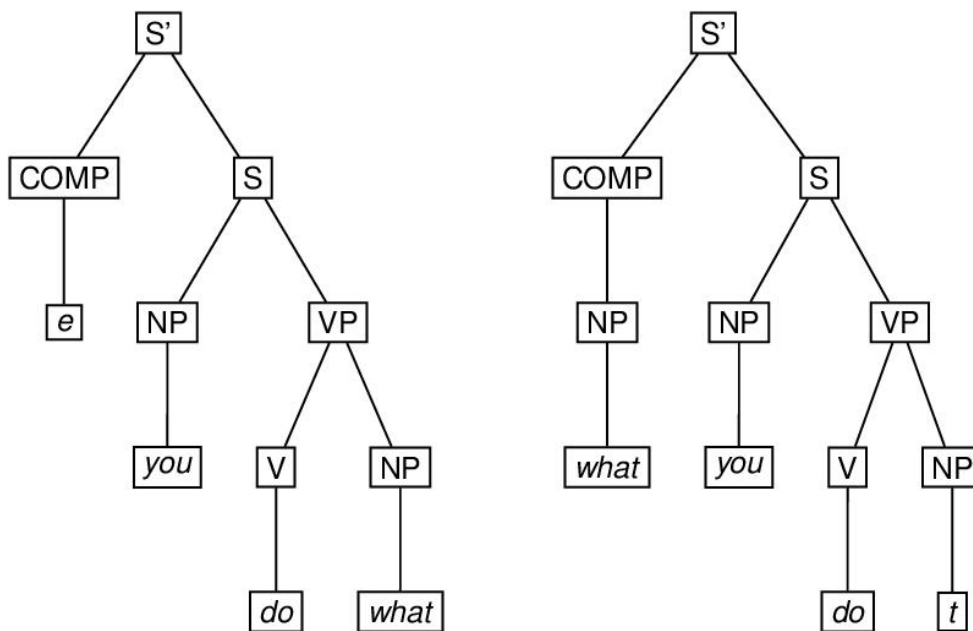 S' S'
COMP S COMP S
e NP VP NP NP VP
you V NP what you V NP
do what do t